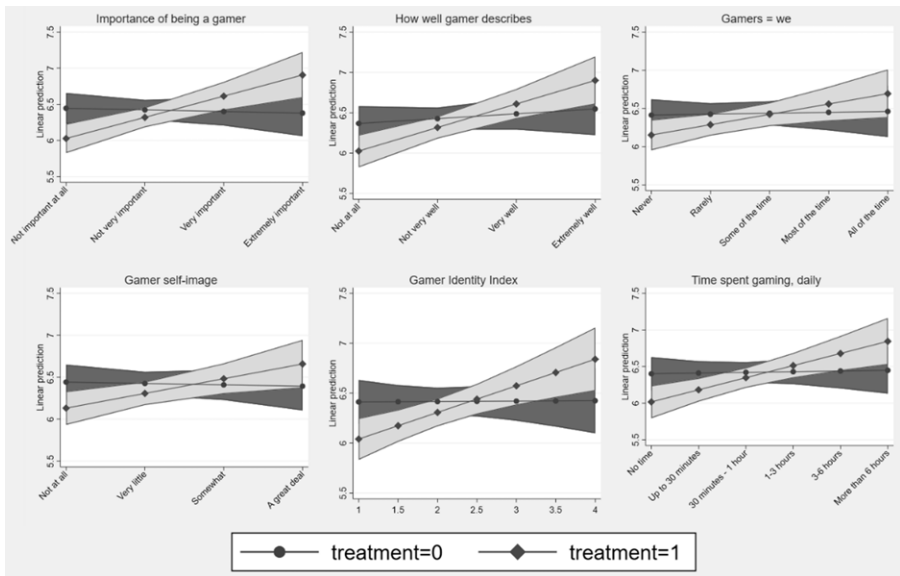 Importance of being a gamer
Linear prediction
7.5
7
6.5
6
5.5
Not important at all
Not very important
Very important
Extremely important
How well gamer describes
Linear prediction
7.5
7
6.5
6
5.5
Not at all
Not very well
Very well
Extremely well
Gamers = we
Linear prediction
7.5
7
6.5
6
5.5
Never
Rarely
Some of the time
Most of the time
All of the time
Gamer self-image
Linear prediction
7.5
7
6.5
6
5.5
Not at all
Very little
Somewhat
A great deal
Gamer Identity Index
Linear prediction
7.5
7
6.5
6
5.5
1 1.5 2 2.5 3 3.5 4
Time spent gaming, daily
Linear prediction
7.5
7
6.5
6
5.5
No time
Up to 30 minutes
30 minutes - 1 hour
1-3 hours
3-6 hours
More than 6 hours
treatment=0 treatment=1